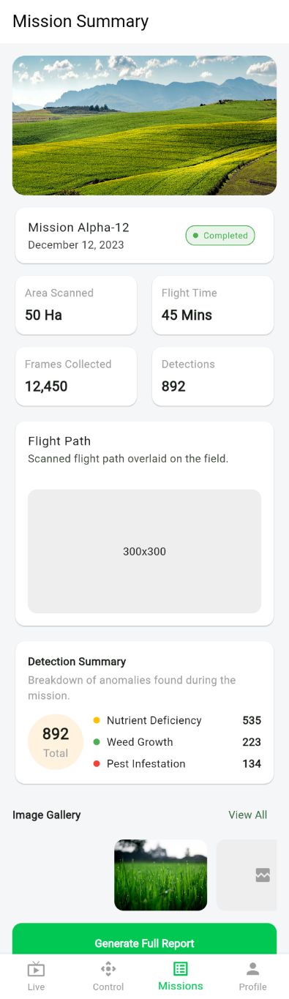 Mission Summary
Mission Alpha-12
December 12, 2023
Completed
Area Scanned
50 Ha
Flight Time
45 Mins
Frames Collected
12,450
Detections
892
Flight Path
Scanned flight path overlaid on the field.
300x300
Detection Summary
Breakdown of anomalies found during the
mission.
892
Total
Nutrient Deficiency 535
Weed Growth 223
Pest Infestation 134
Image Gallery
View All
Generate Full Report
Live
Control
Missions
Profile